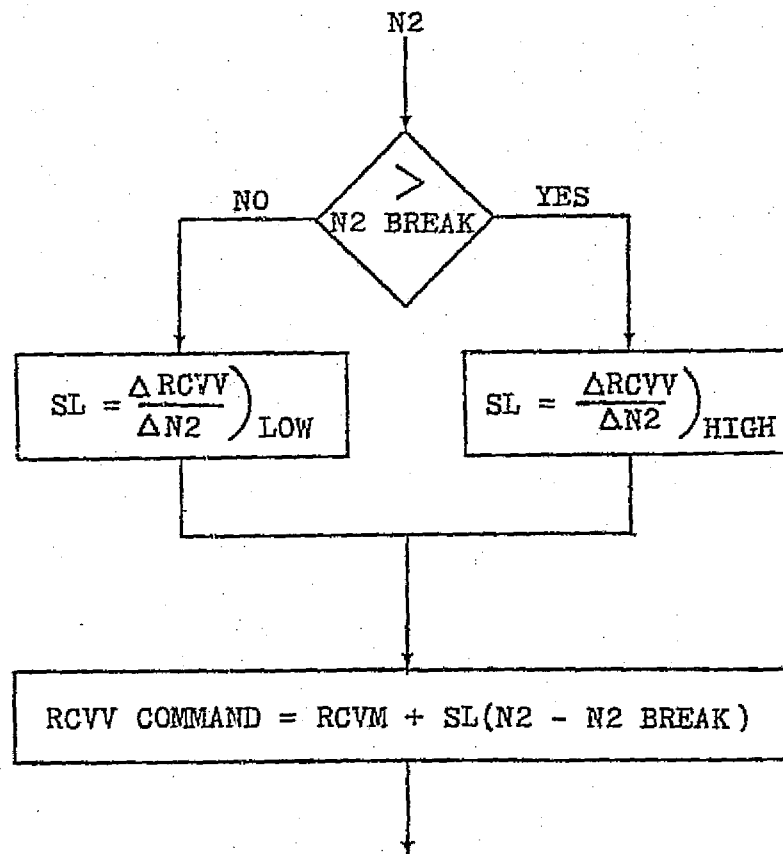 N2
>
N2 BREAK
NO
YES
SL = ΔRCVV / ΔN2 ) LOW
SL = ΔRCVV / ΔN2 ) HIGH
RCVV COMMAND = RCVM + SL(N2 - N2 BREAK)